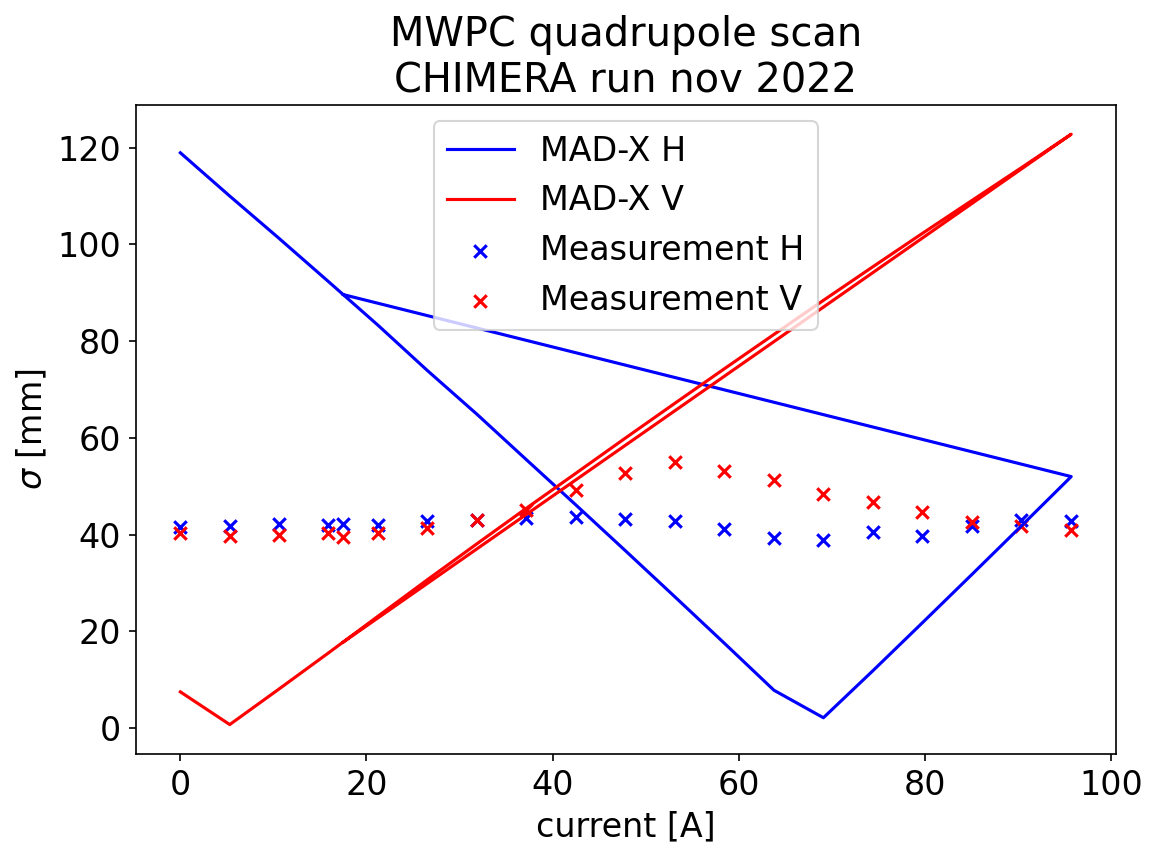 MWPC quadrupole scan
CHIMERA run nov 2022
MAD-X H
MAD-X V
Measurement H
Measurement V
120
100
80
60
40
20
0
σ [mm]
0 20 40 60 80 100
current [A]